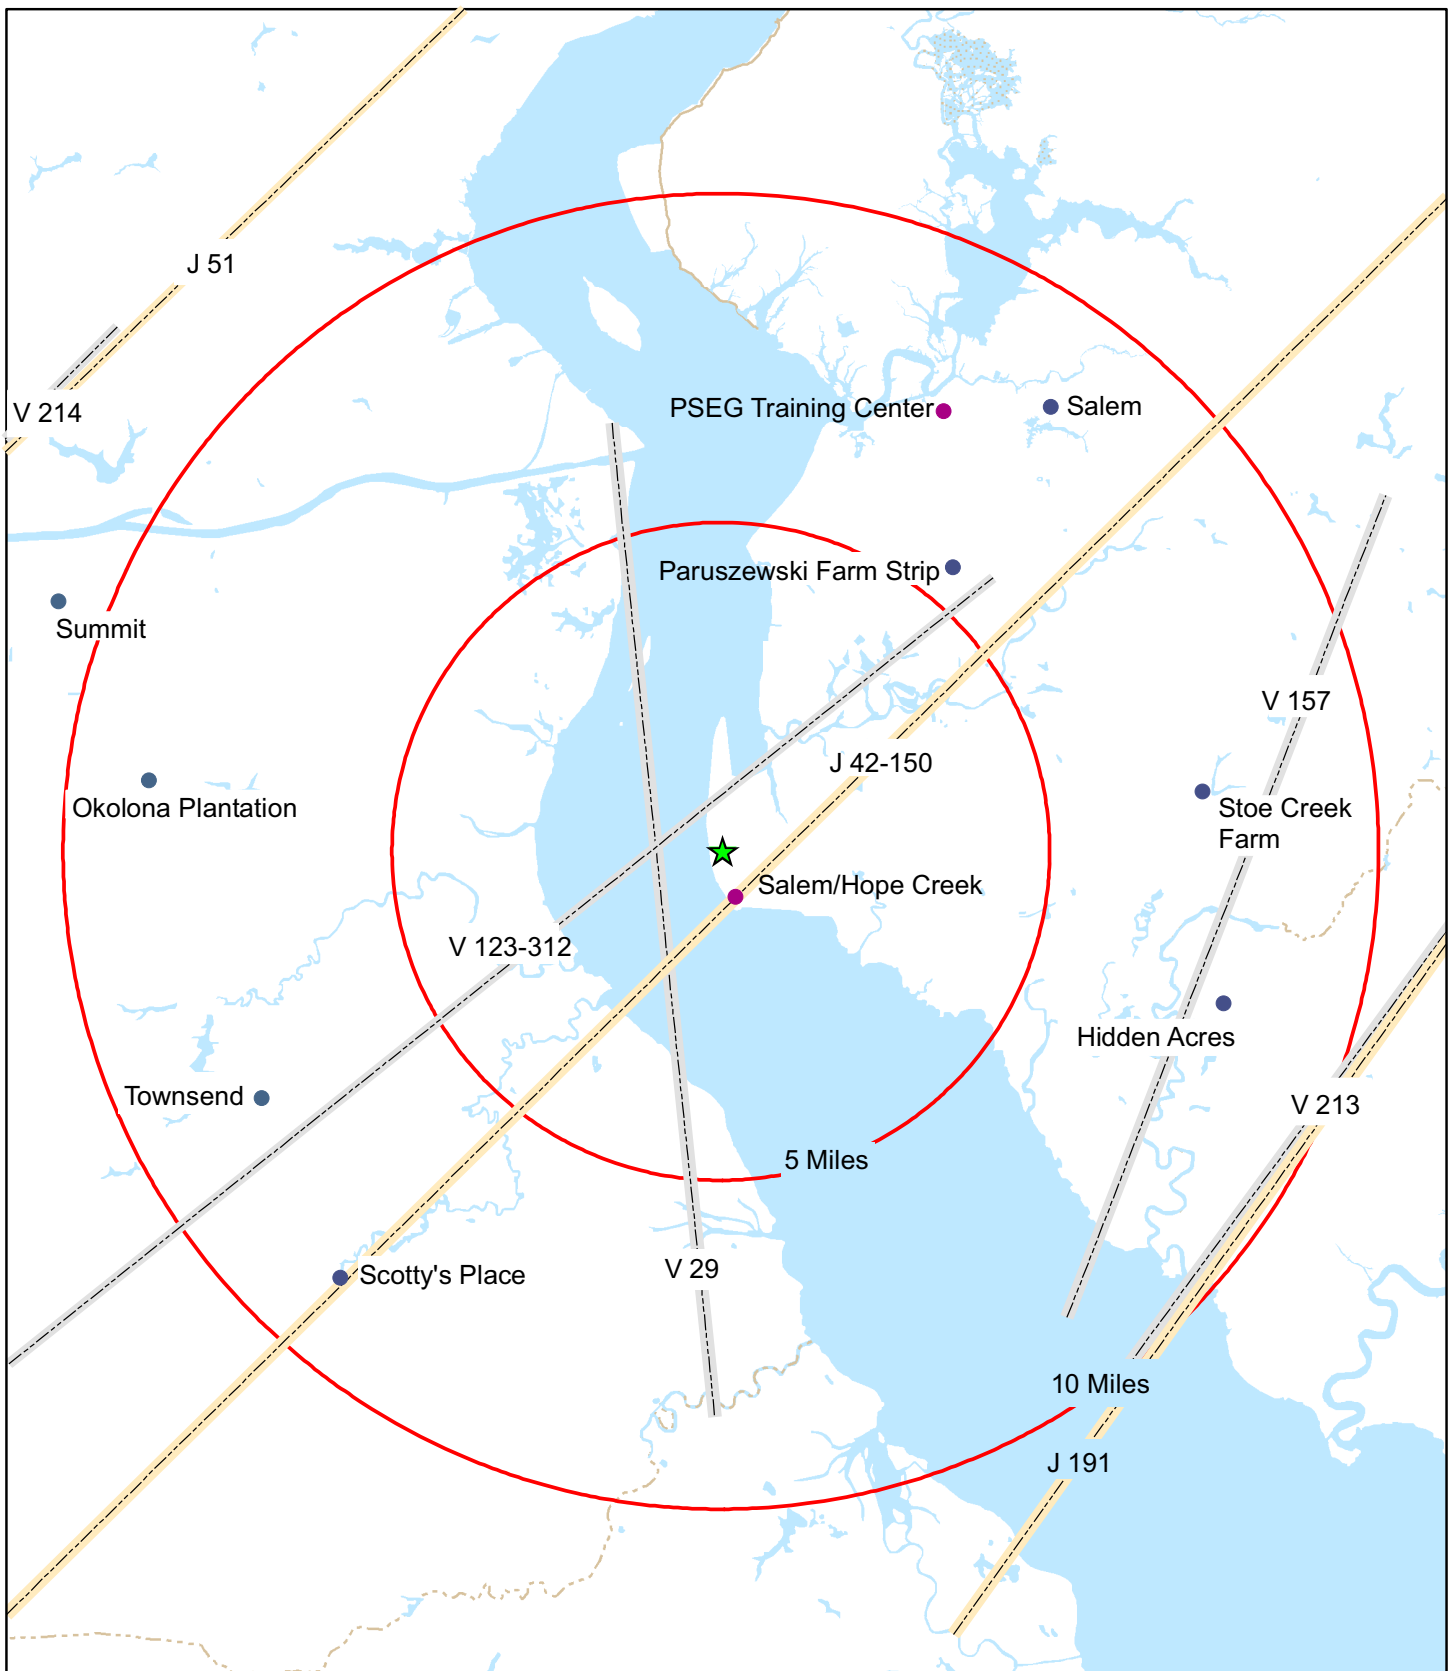 J 51
V 214
PSEG Training Center
Salem
Paruszewski Farm Strip
Summit
V 157
J 42-150
Okolona Plantation
Stoe Creek
Farm
Salem/Hope Creek
V 123-312
Hidden Acres
Townsend
V 213
5 Miles
V 29
Scotty's Place
10 Miles
J 191